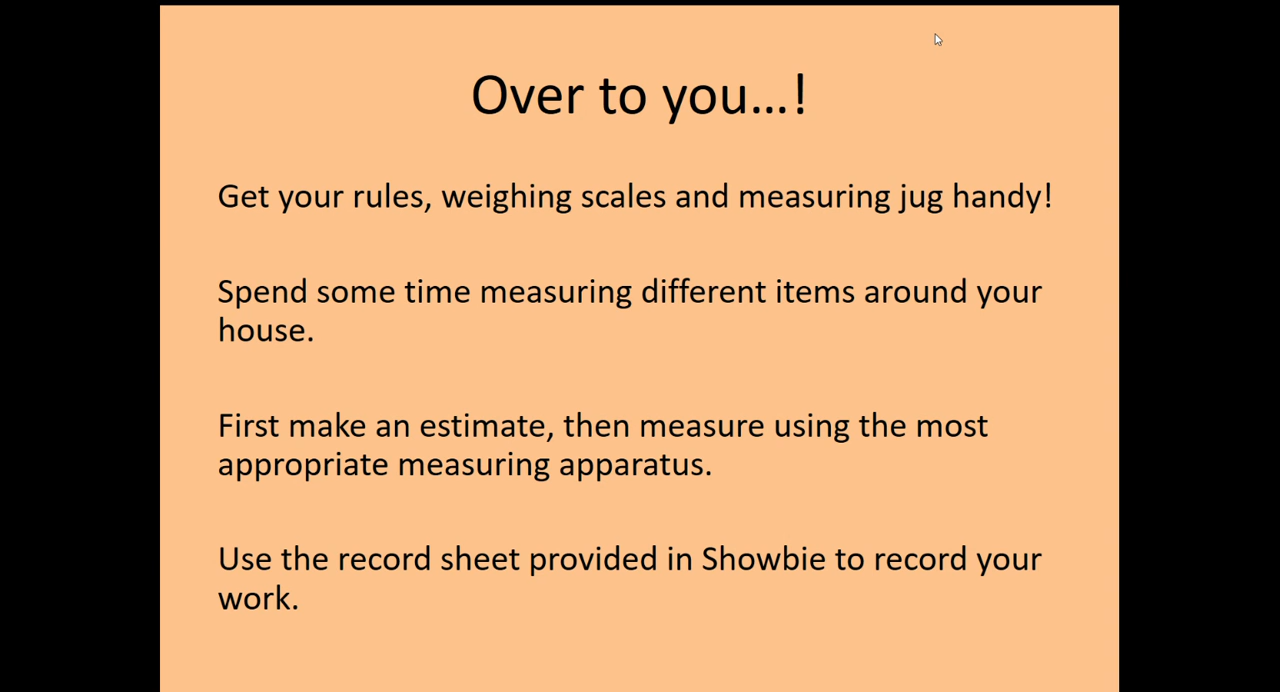 Over to you...!
Get your rules, weighing scales and measuring jug handy!
Spend some time measuring different items around your
house.
First make an estimate, then measure using the most
appropriate measuring apparatus.
Use the record sheet provided in Showbie to record your
work.